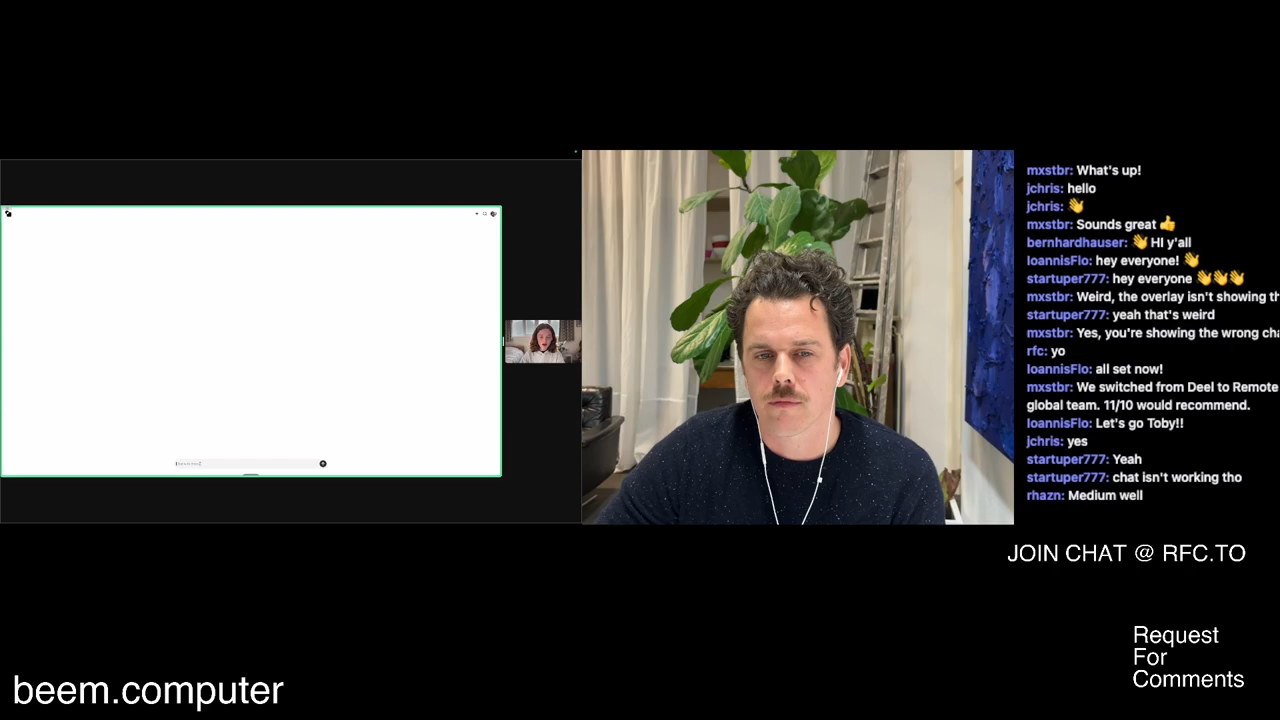 mxstbr: What's up!
jchris: hello
jchris: 👋
mxstbr: Sounds great 👍
bernhardhauser: 👋 HI y'all
IoannisFlo: hey everyone! 👋
startuper777: hey everyone 👋👋👋
mxstbr: Weird, the overlay isn't showing th
startuper777: yeah that's weird
mxstbr: Yes, you're showing the wrong cha
rfc: yo
IoannisFlo: all set now!
mxstbr: We switched from Deel to Remote
global team. 11/10 would recommend.
IoannisFlo: Let's go Toby!!
jchris: yes
startuper777: Yeah
startuper777: chat isn't working tho
rhazn: Medium well
JOIN CHAT @ RFC.TO
Request
For
Comments
beem.computer